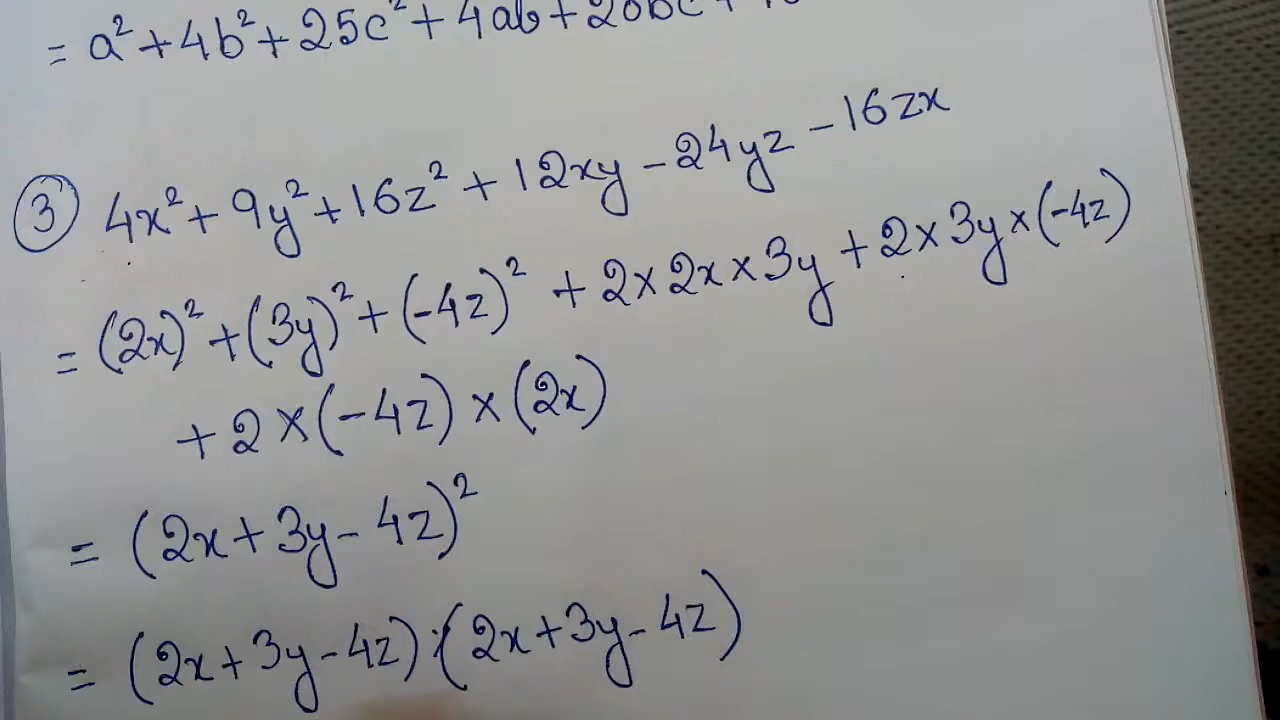 = a² + 4b² + 25c² + 4ab + 20bc +
③ 4x² + 9y² + 16z² + 12xy - 24yz - 16zx
= (2x)² + (3y)² + (-4z)² + 2 × 2x × 3y + 2 × 3y × (-4z)
+ 2 × (-4z) × (2x)
= (2x + 3y - 4z)²
= (2x + 3y - 4z) (2x + 3y - 4z)